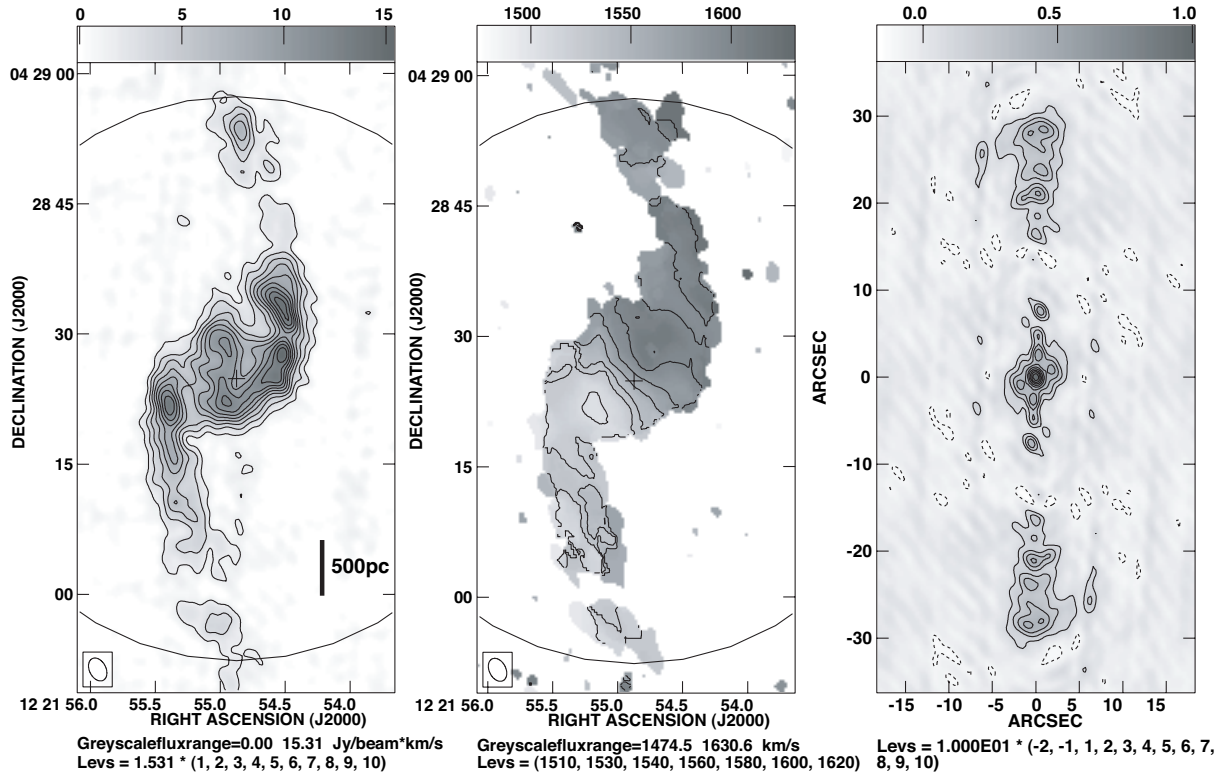 0 5 10 15
1500 1550 1600
0.0 0.5 1.0
04 29 00
28 45
30
15
00
DECLINATION (J2000)
500pc
12 21 56.0 55.5 55.0 54.5 54.0
RIGHT ASCENSION (J2000)
Greyscalefluxrange=0.00 15.31 Jy/beam*km/s
Levs = 1.531 * (1, 2, 3, 4, 5, 6, 7, 8, 9, 10)
04 29 00
28 45
30
15
00
DECLINATION (J2000)
12 21 56.0 55.5 55.0 54.5 54.0
RIGHT ASCENSION (J2000)
Greyscalefluxrange=1474.5 1630.6 km/s
Levs = (1510, 1530, 1540, 1560, 1580, 1600, 1620)
30
20
10
0
-10
-20
-30
ARCSEC
-15 10 -5 0 5 10 15
ARCSEC
Levs = 1.000E01 * (-2, -1, 1, 2, 3, 4, 5, 6, 7,
8, 9, 10)